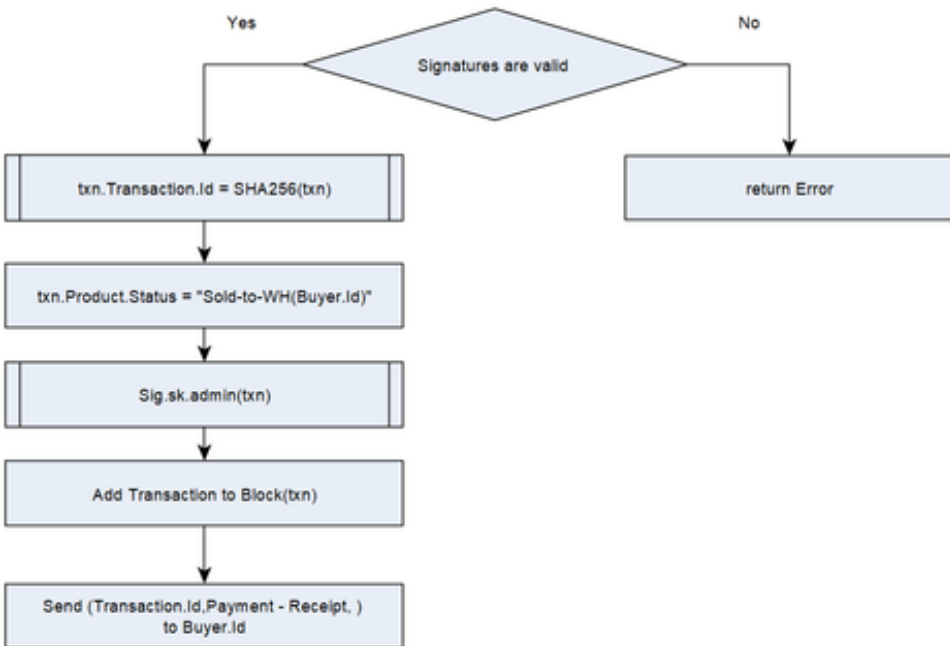 Yes
No
Signatures are valid
txn.Transaction.Id = SHA256(txn)
return Error
txn.Product.Status = "Sold-to-WH(Buyer.Id)"
Sig.sk.admin(txn)
Add Transaction to Block(txn)
Send (Transaction.Id,Payment - Receipt, )
to Buyer.Id